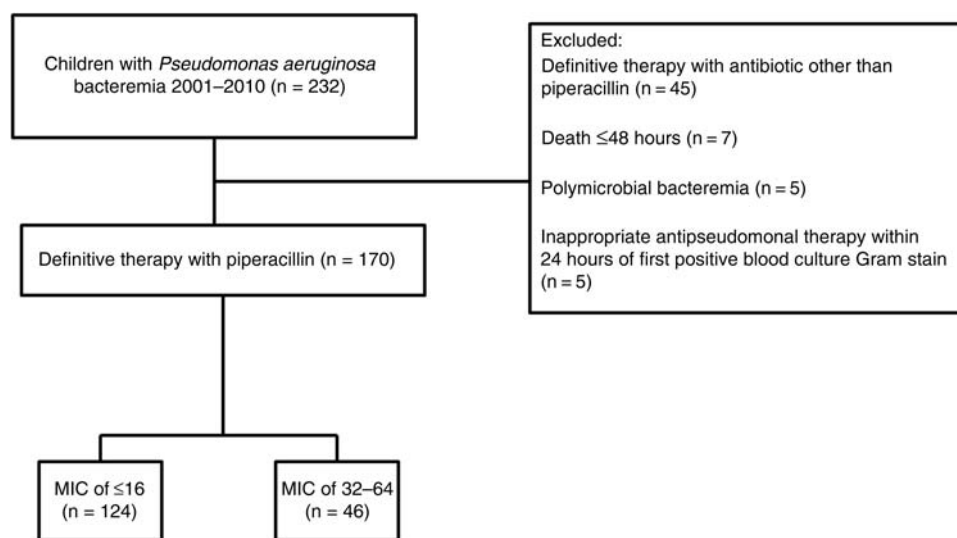 Children with Pseudomonas aeruginosa
bacteremia 2001–2010 (n = 232)
Excluded:
Definitive therapy with antibiotic other than
piperacillin (n = 45)
Death ≤48 hours (n = 7)
Polymicrobial bacteremia (n = 5)
Inappropriate antipseudomonal therapy within
24 hours of first positive blood culture Gram stain
(n = 5)
Definitive therapy with piperacillin (n = 170)
MIC of ≤16
(n = 124)
MIC of 32–64
(n = 46)